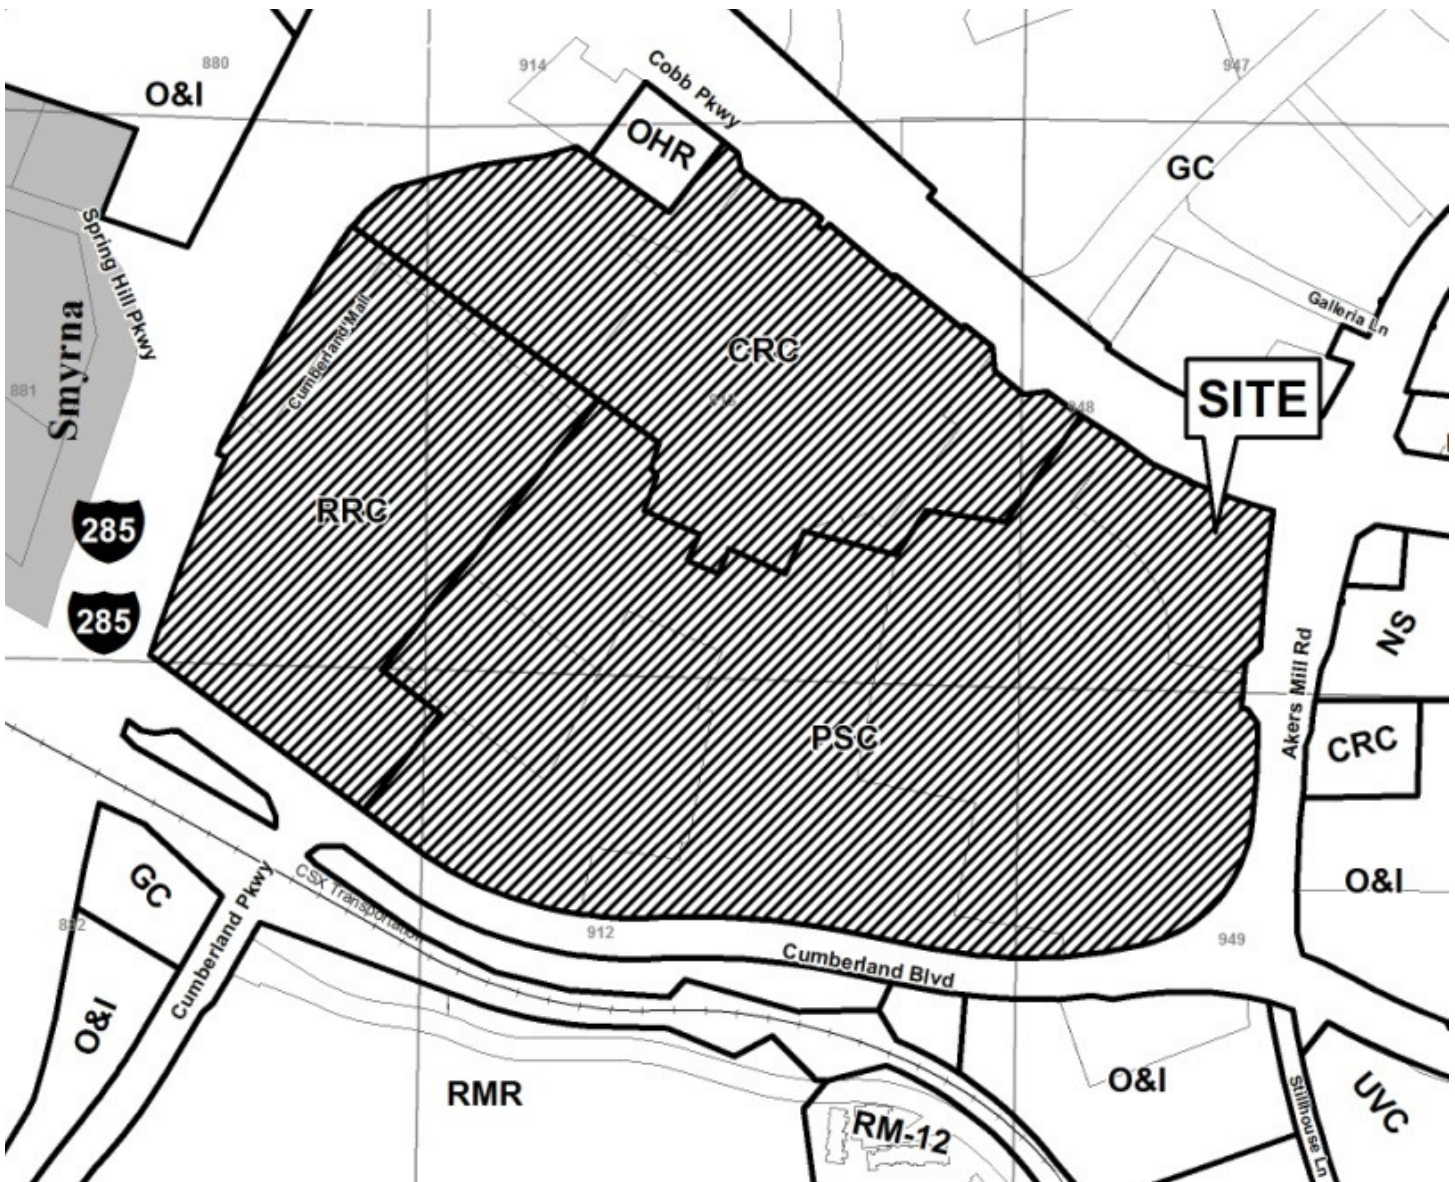 880
O&I
914
Cobb Pkwy
947
OHR
GC
Spring Hill Pkwy
Smyrna
881
Cumberland Mall
Galleria Ln
CRC
948
SITE
RRC
285
285
NS
Akers Mill Rd
PSC
CRC
GC
882
Cumberland Pkwy
CSX Transportation
912
Cumberland Blvd
949
O&I
O&I
RMR
RM-12
O&I
Stillhouse Ln
UVC